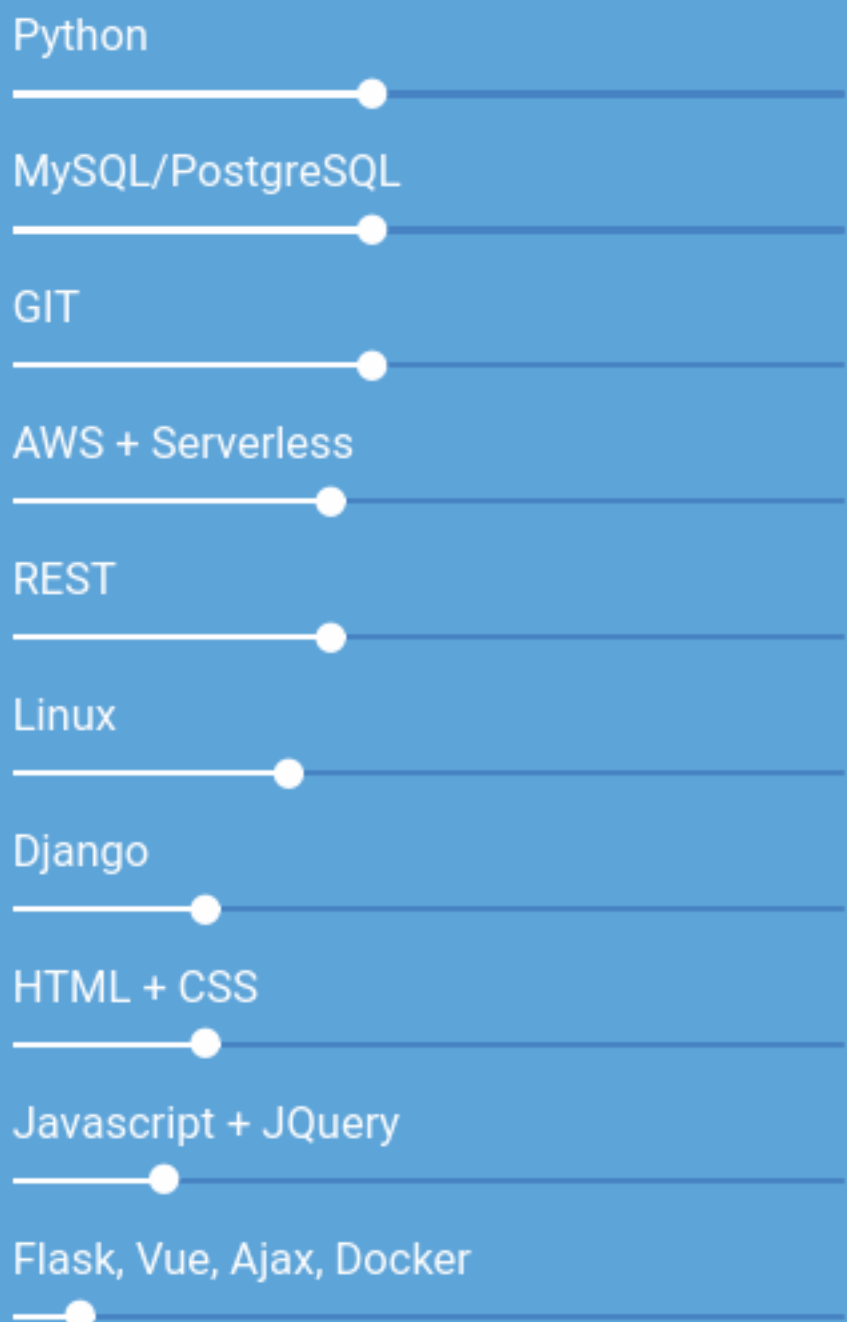 Python
MySQL/PostgreSQL
GIT
AWS + Serverless
REST
Linux
Django
HTML + CSS
Javascript + JQuery
Flask, Vue, Ajax, Docker